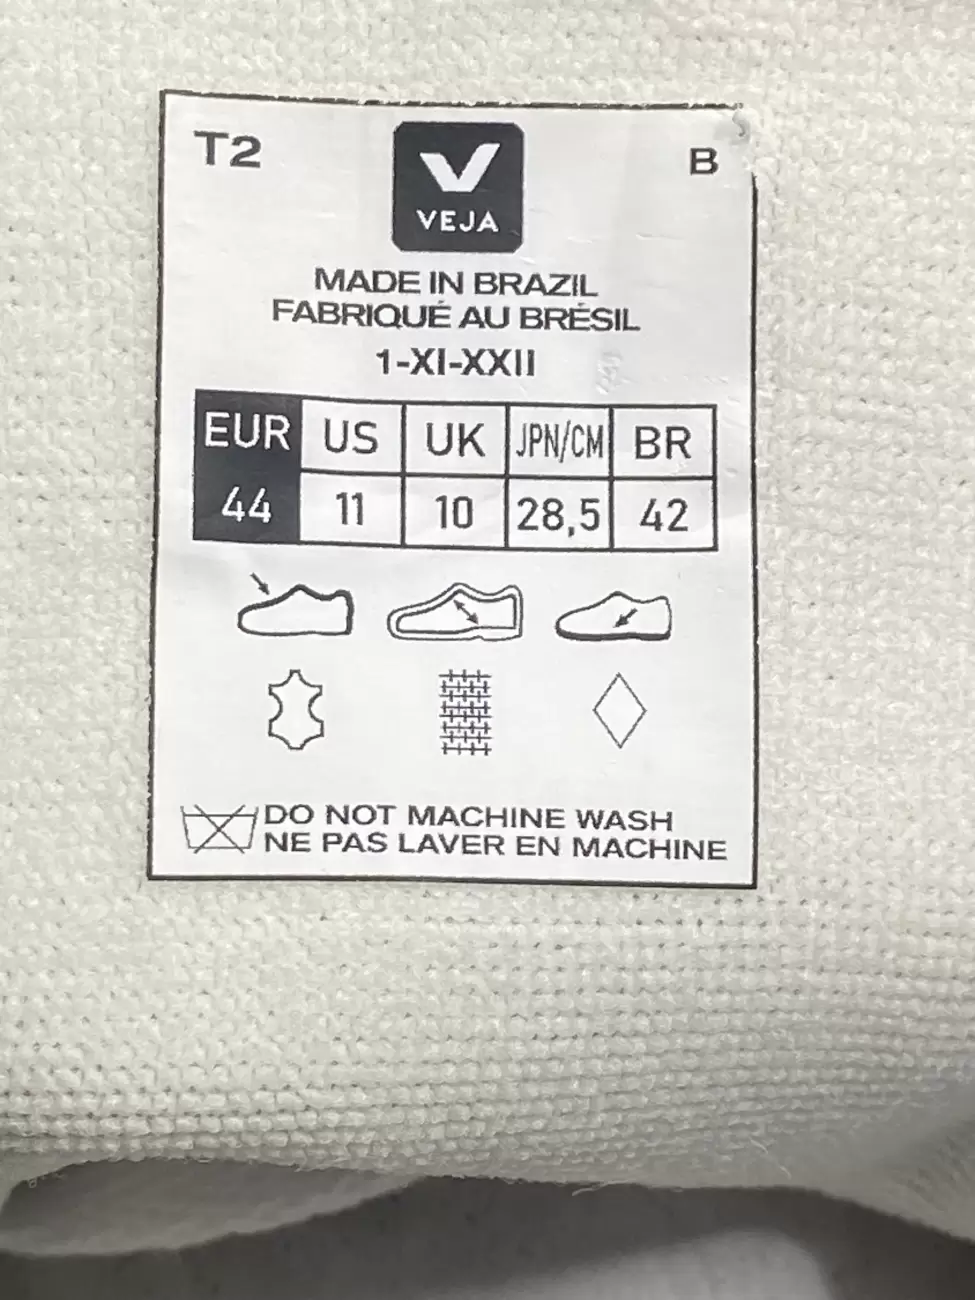 T2
B
VEJA
MADE IN BRAZIL
FABRIQUÉ AU BRÉSIL
1-XI-XXII
EUR US UK JPN/CM BR
44 11 10 28,5 42
DO NOT MACHINE WASH
NE PAS LAVER EN MACHINE